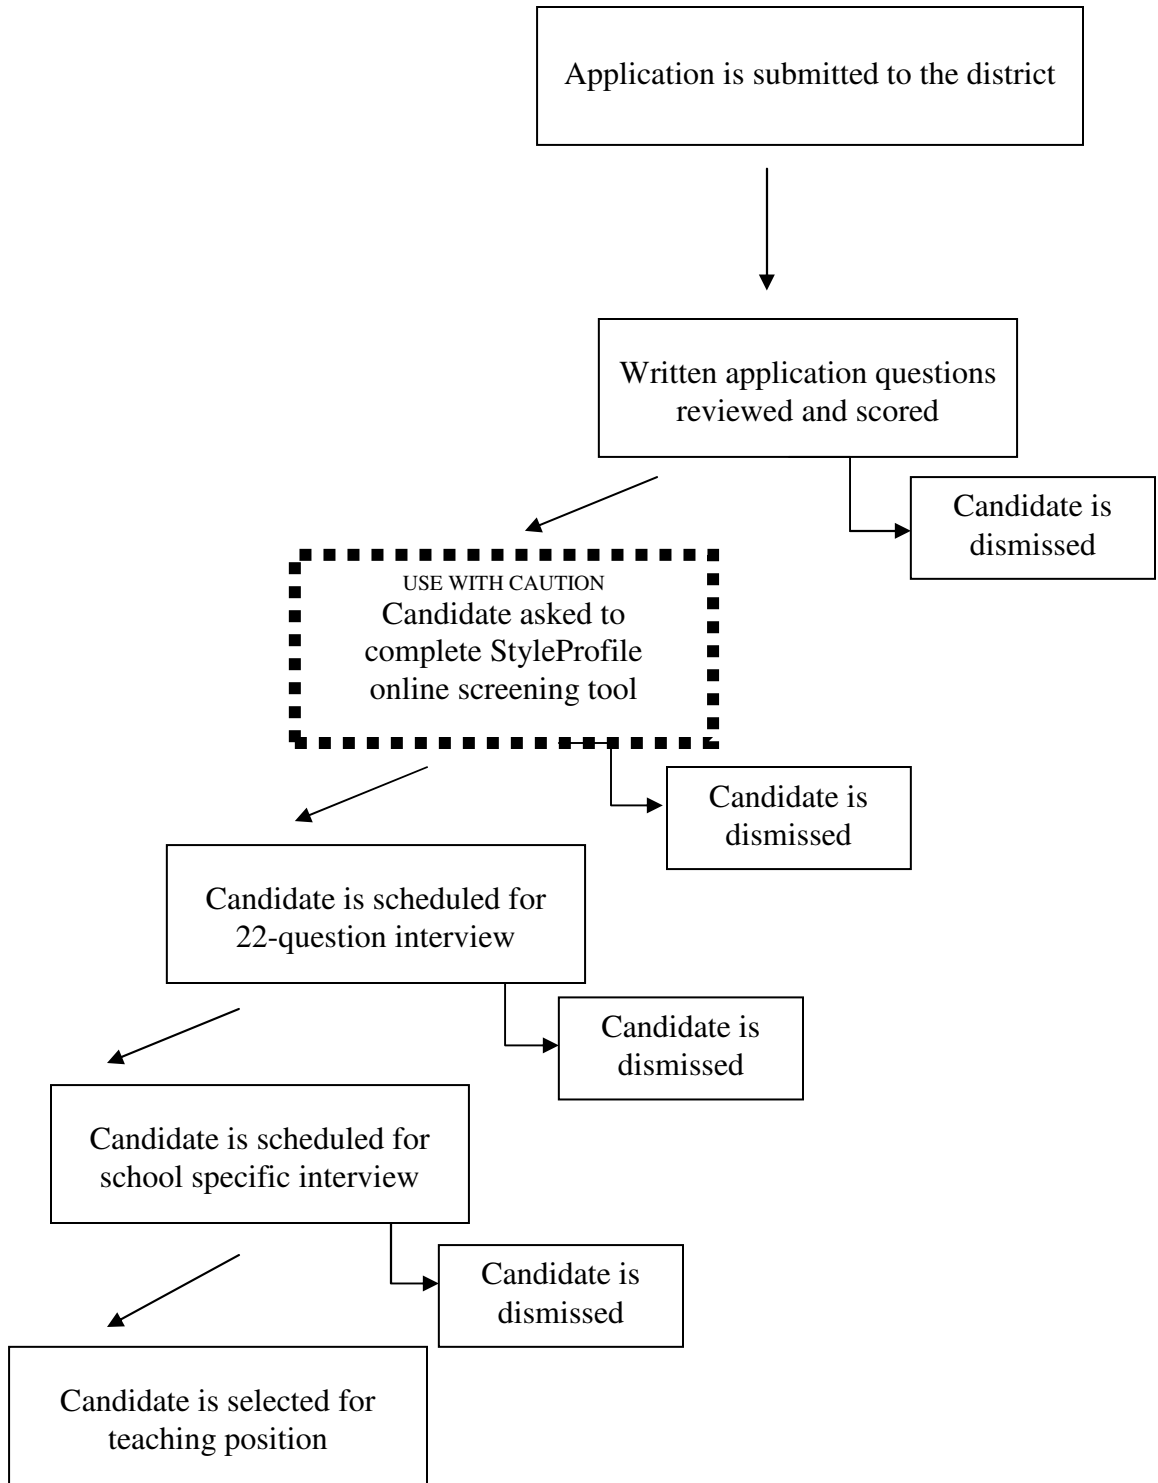 Application is submitted to the district
Written application questions
reviewed and scored
Candidate is
dismissed
USE WITH CAUTION
Candidate asked to
complete StyleProfile
online screening tool
Candidate is
dismissed
Candidate is scheduled for
22-question interview
Candidate is
dismissed
Candidate is scheduled for
school specific interview
Candidate is
dismissed
Candidate is selected for
teaching position